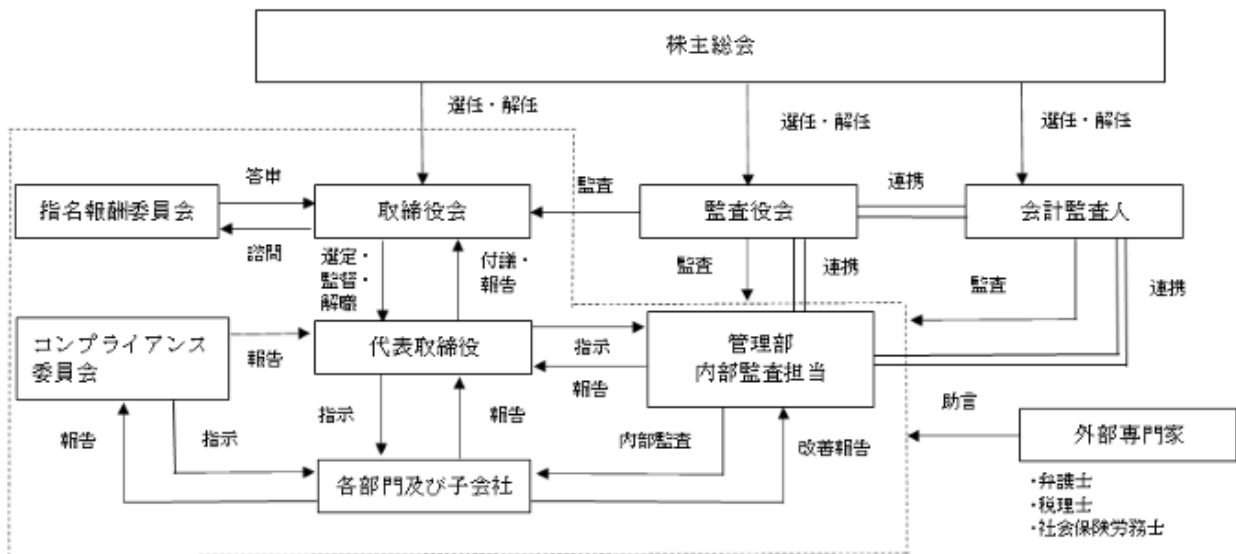 株主総会
選任・解任
選任・解任
選任・解任
答申
監査
連携
指名報酬委員会
取締役会
監査役会
会計監査人
諮問
選定・
監督・
解職
付議・
報告
監査
連携
監査
連携
コンプライアンス
委員会
報告
代表取締役
指示
報告
管理部
内部監査担当
助言
報告
指示
指示
報告
内部監査
改善報告
外部専門家
各部門及び子会社
・弁護士
・税理士
・社会保険労務士